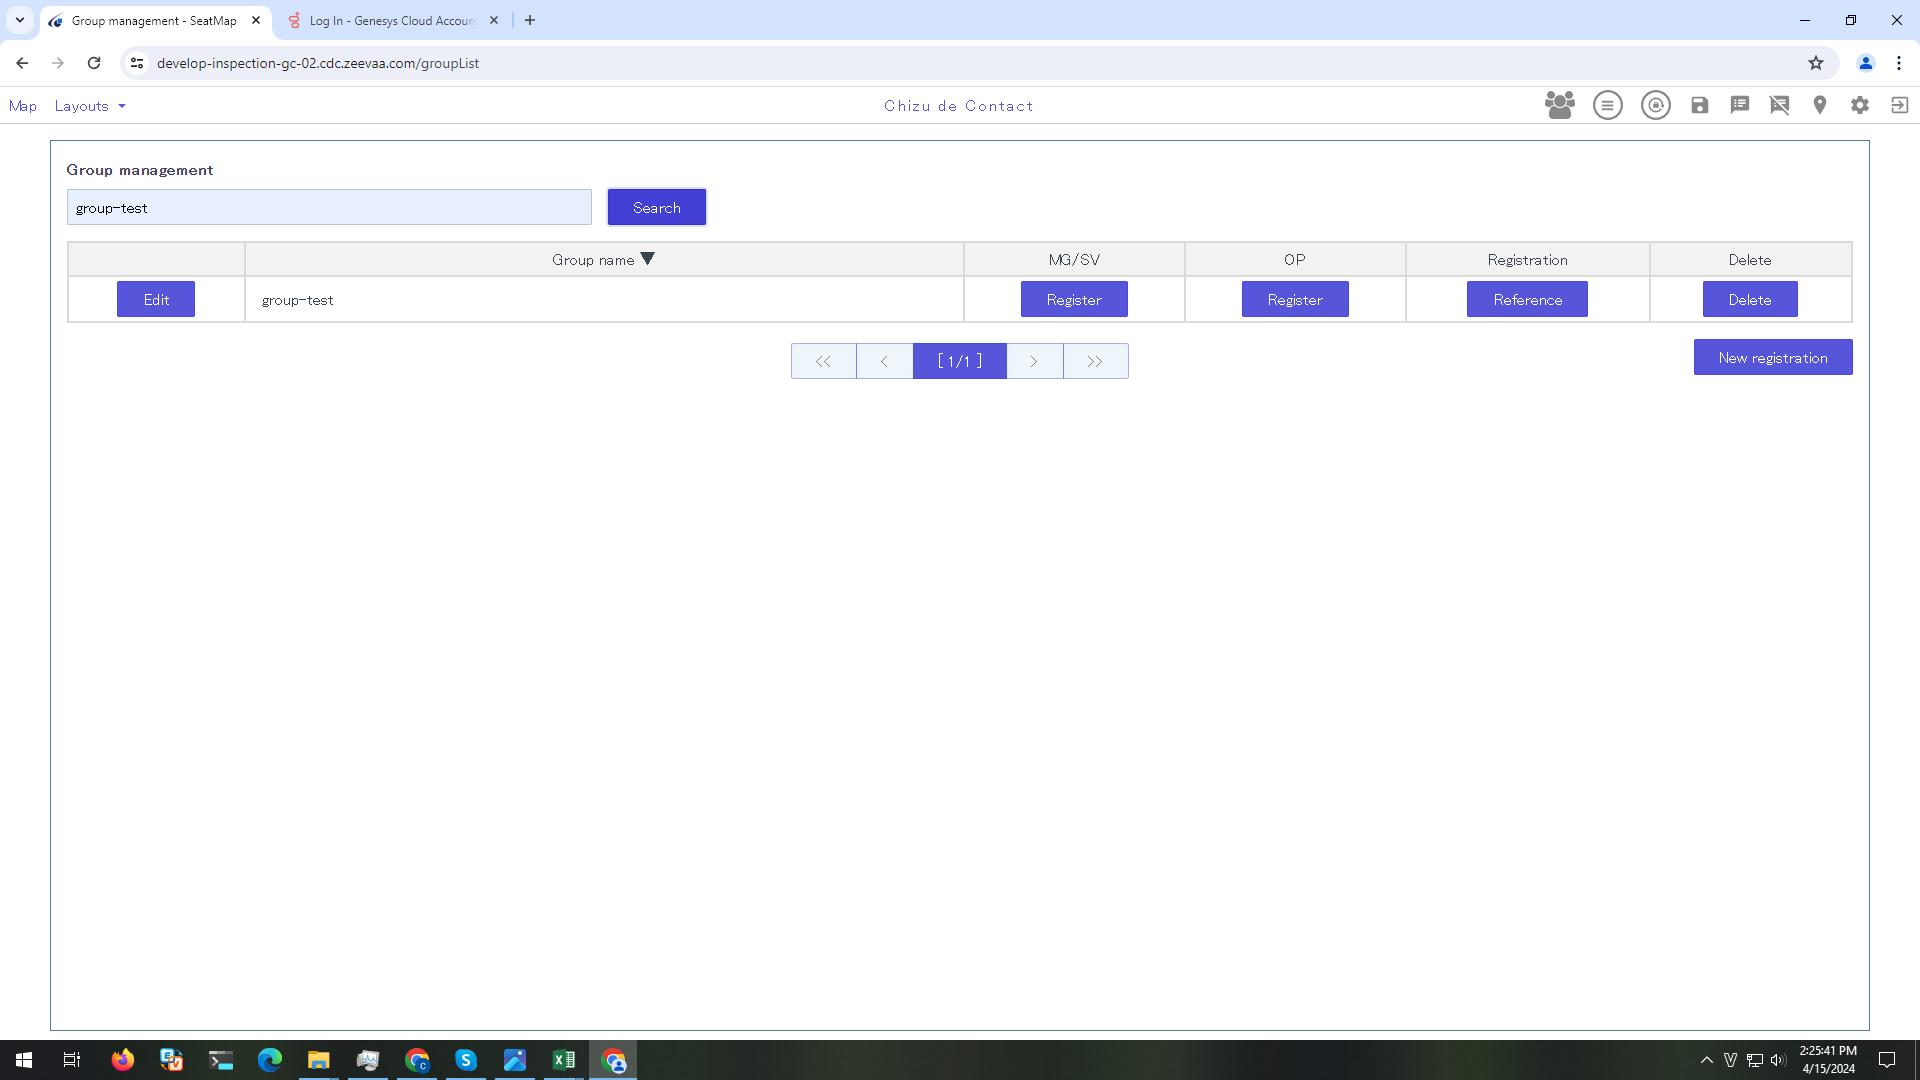 Group management - SeatMap
Log In - Genesys Cloud Accoun
develop-inspection-gc-02.cdc.zeevaa.com/groupList
Map Layouts Chizu de Contact
Group management
group-test Search
Group name ▼ MG/SV OP Registration Delete
Edit group-test Register Register Reference Delete
<< < [ 1/1 ] > >> New registration
2:25:41 PM
4/15/2024